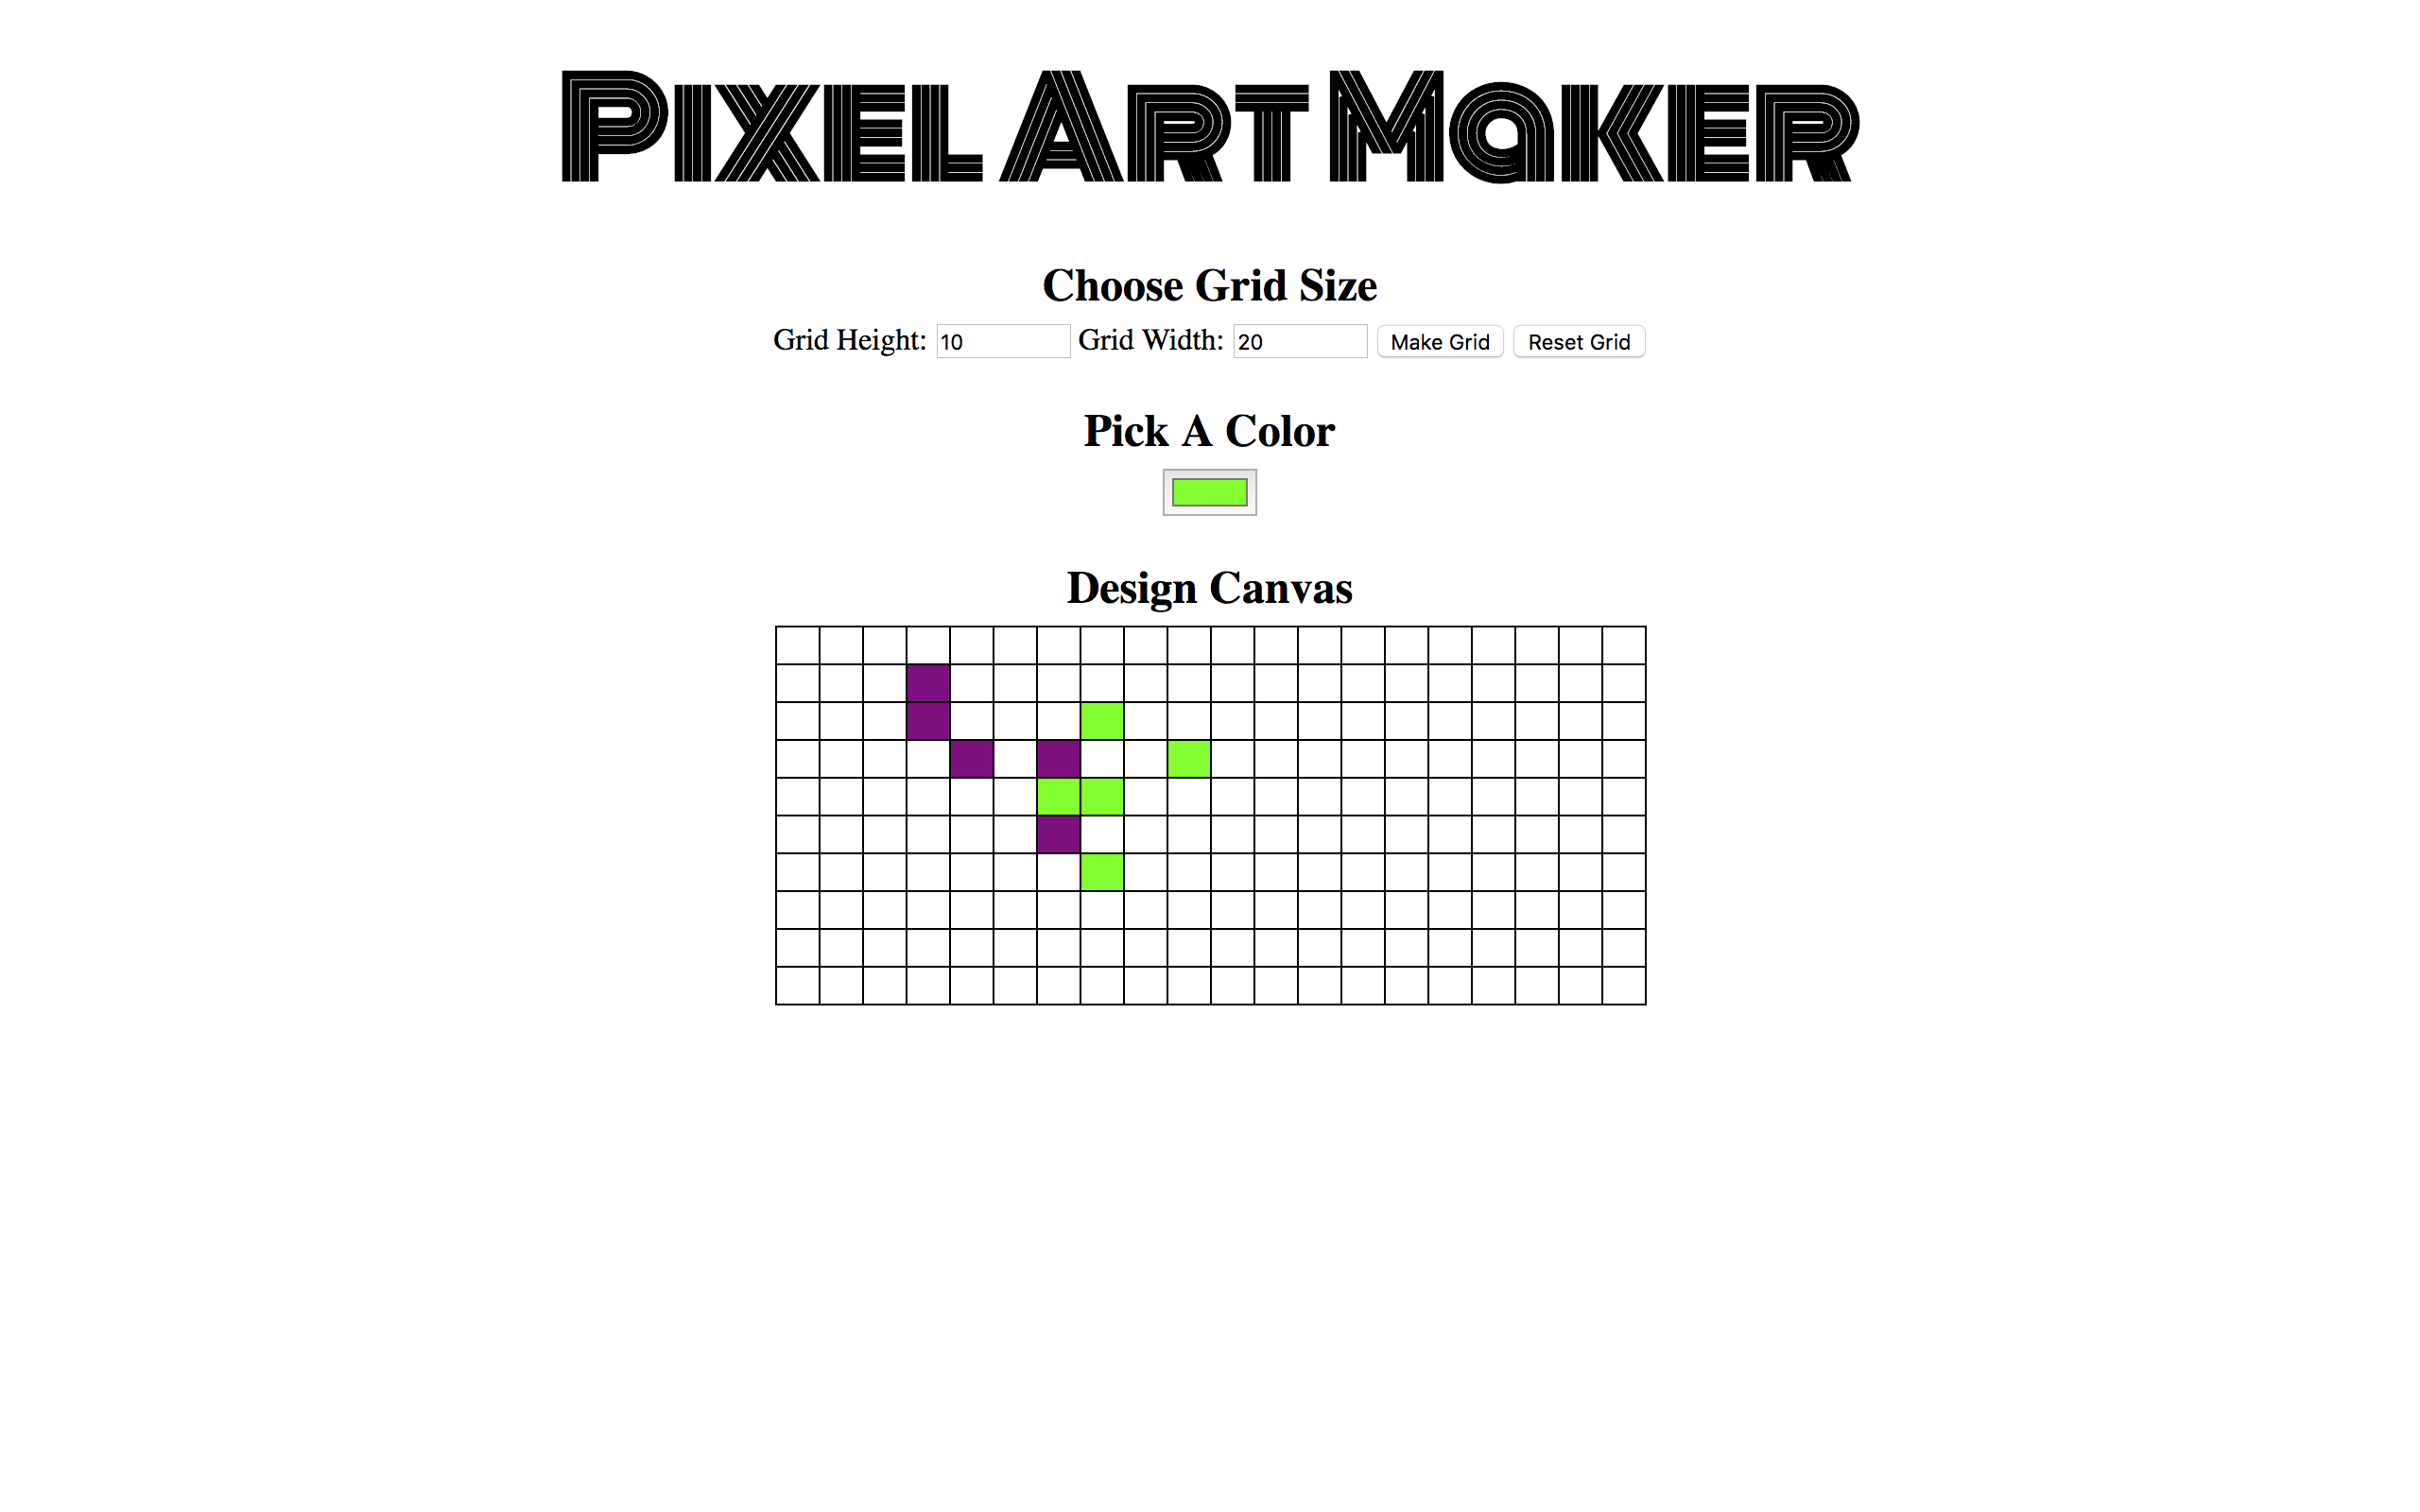 Pixel Art Maker
Choose Grid Size
Grid Height: 10 Grid Width: 20 Make Grid Reset Grid
Pick A Color
Design Canvas